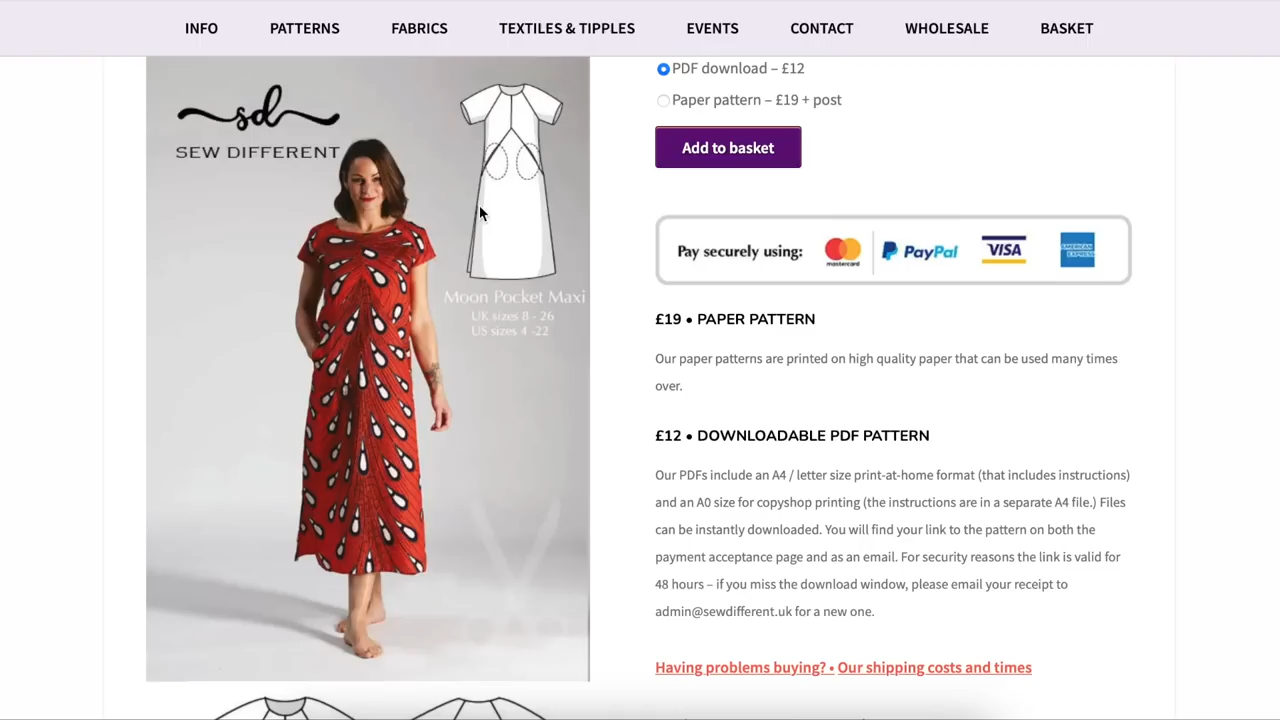 INFO PATTERNS FABRICS TEXTILES & TIPPLES EVENTS CONTACT WHOLESALE BASKET
sd
SEW DIFFERENT
Moon Pocket Maxi
UK sizes 8 - 26
US sizes 4 -22
PDF download – £12
Paper pattern – £19 + post
Add to basket
Pay securely using: mastercard PayPal VISA AMERICAN EXPRESS
£19 • PAPER PATTERN
Our paper patterns are printed on high quality paper that can be used many times
over.
£12 • DOWNLOADABLE PDF PATTERN
Our PDFs include an A4 / letter size print-at-home format (that includes instructions)
and an A0 size for copyshop printing (the instructions are in a separate A4 file.) Files
can be instantly downloaded. You will find your link to the pattern on both the
payment acceptance page and as an email. For security reasons the link is valid for
48 hours – if you miss the download window, please email your receipt to
admin@sewdifferent.uk for a new one.
Having problems buying? • Our shipping costs and times